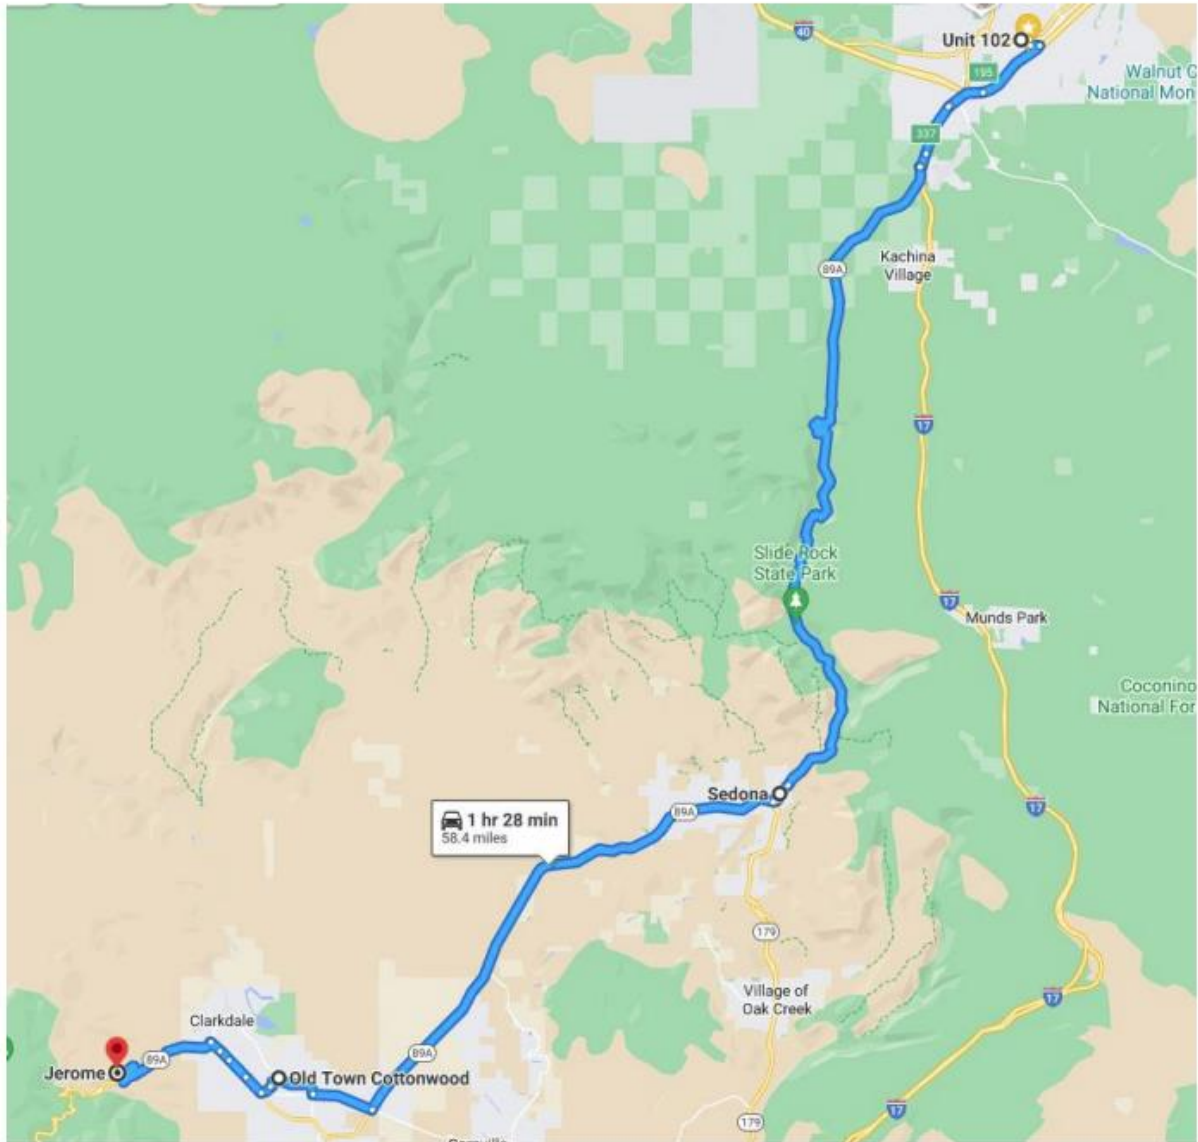 40
Unit 102
195
Walnut C
National Mon
337
89A
Kachina
Village
17
Slide Rock
State Park
17
Munds Park
Coconino
National For
Sedona
89A
17
1 hr 28 min
58.4 miles
179
Village of
Oak Creek
17
Clarkdale
89A
89A
Jerome
Old Town Cottonwood
17
179